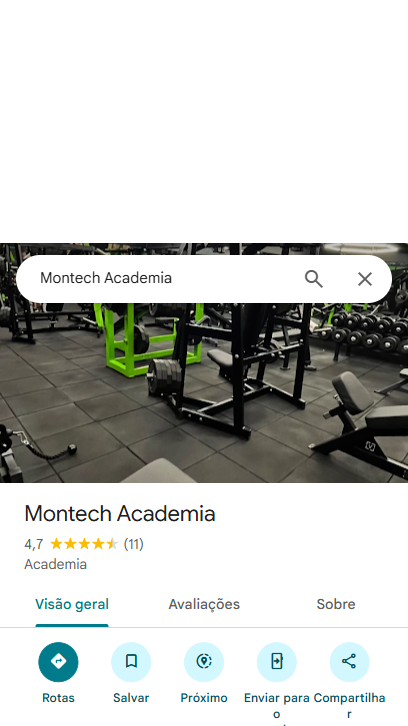 Montech Academia
Montech Academia
4,7 (11)
Academia
Visão geral Avaliações Sobre
Rotas Salvar Próximo Enviar para o Compartilhar